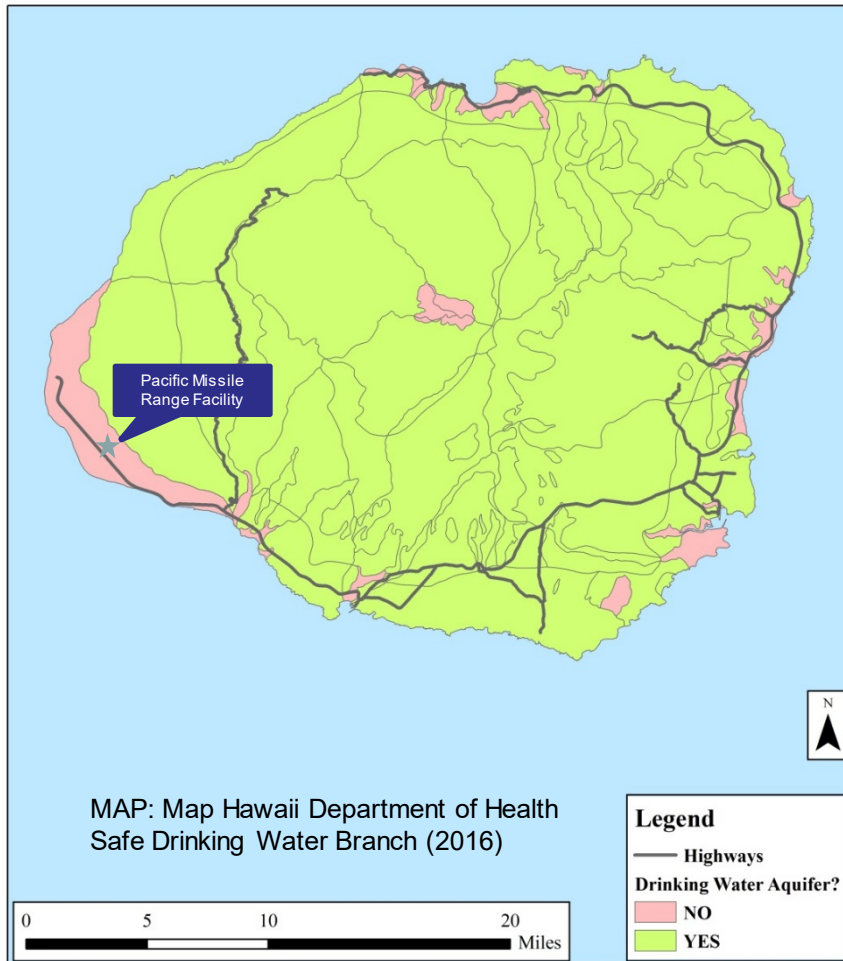 Pacific Missile
Range Facility
N
MAP: Map Hawaii Department of Health
Safe Drinking Water Branch (2016)
0 5 10 20
Miles
Legend
Highways
Drinking Water Aquifer?
NO
YES